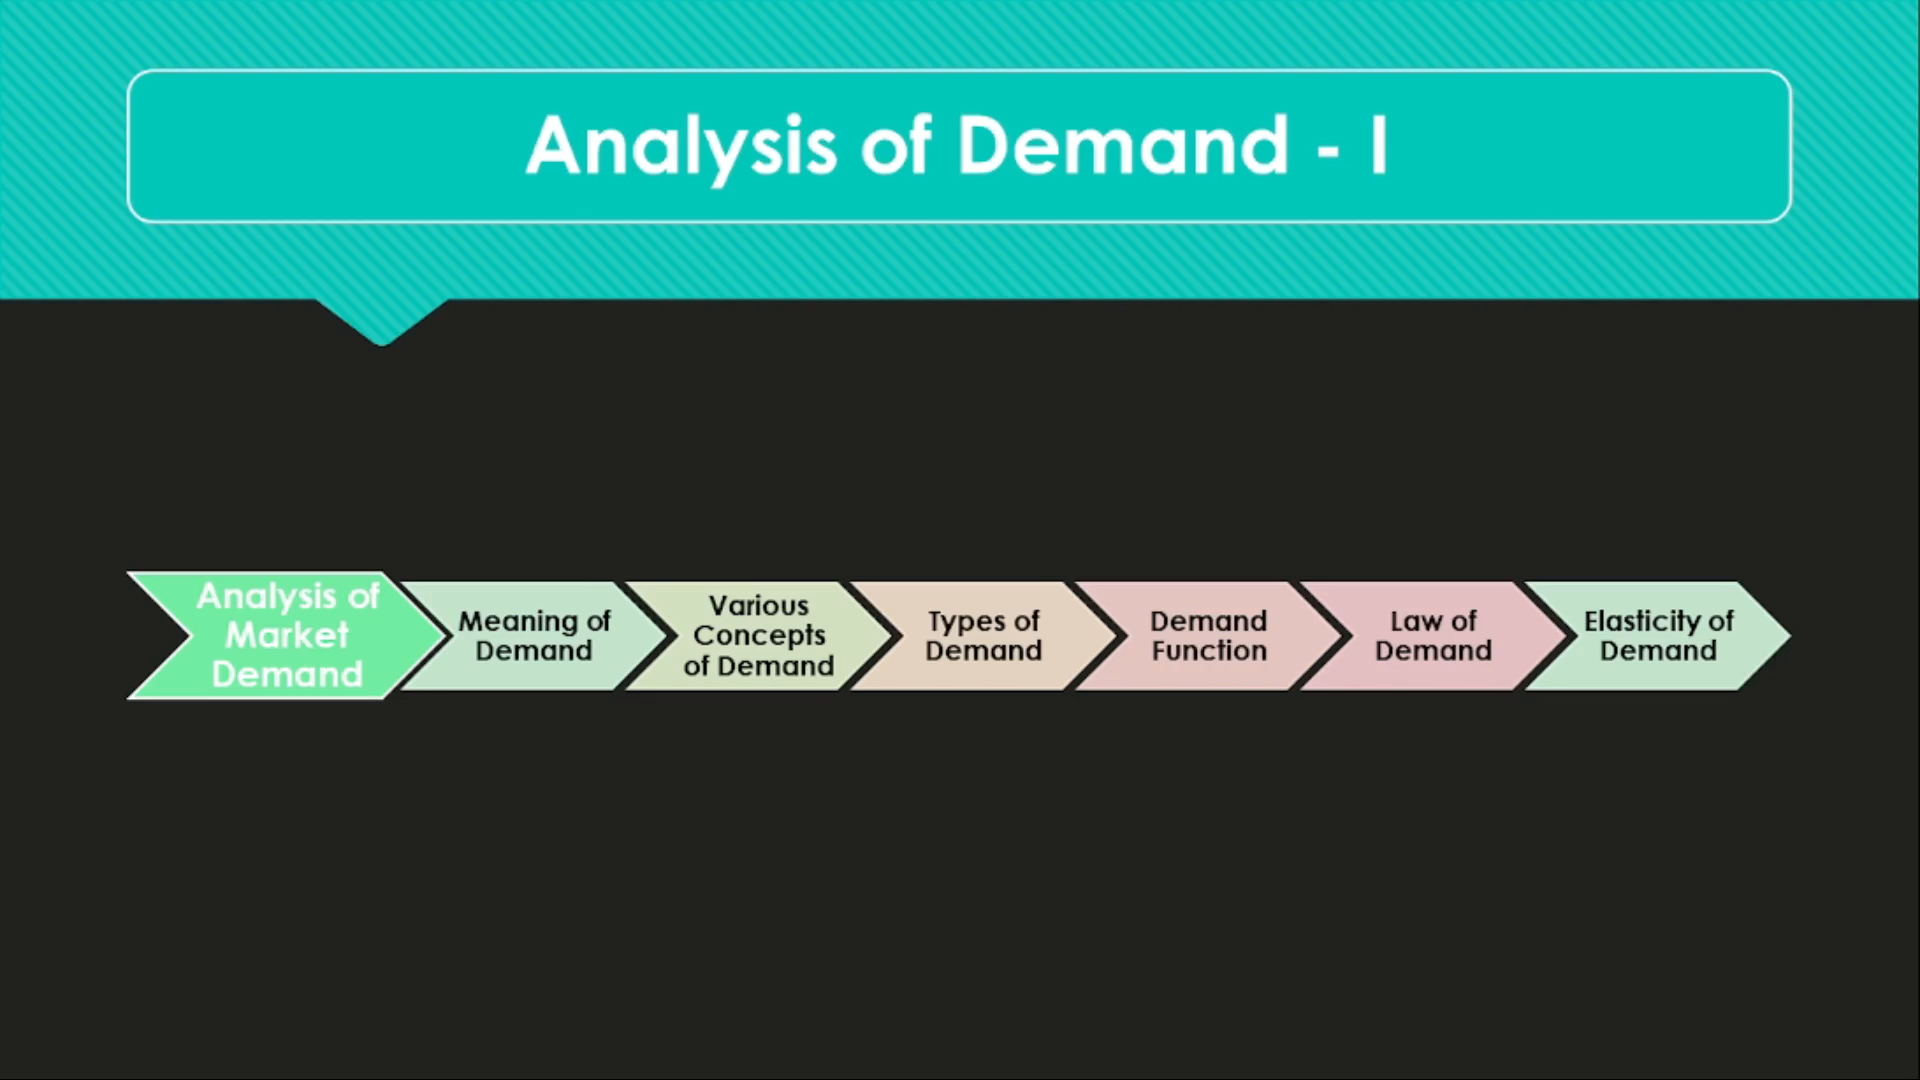 Analysis of Demand - I
Analysis of
Market
Demand
Meaning of
Demand
Various
Concepts
of Demand
Types of
Demand
Demand
Function
Law of
Demand
Elasticity of
Demand